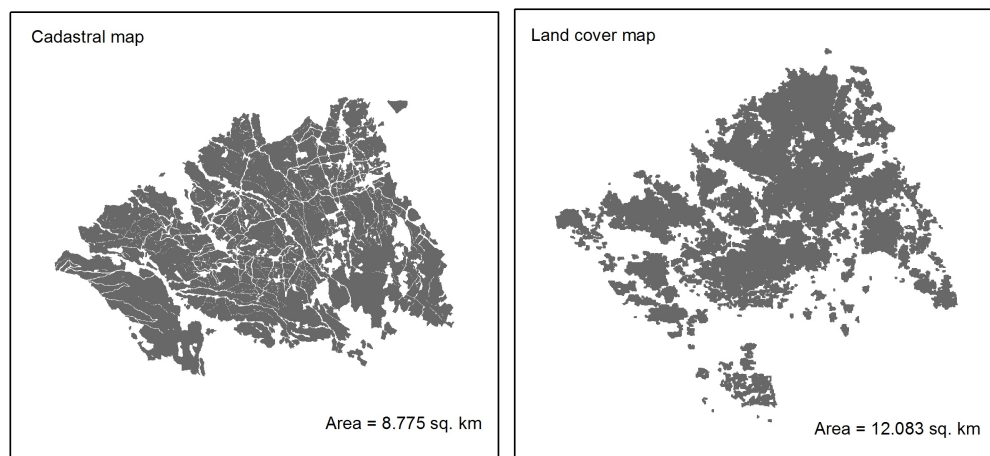 Cadastral map
Area = 8.775 sq. km
Land cover map
Area = 12.083 sq. km